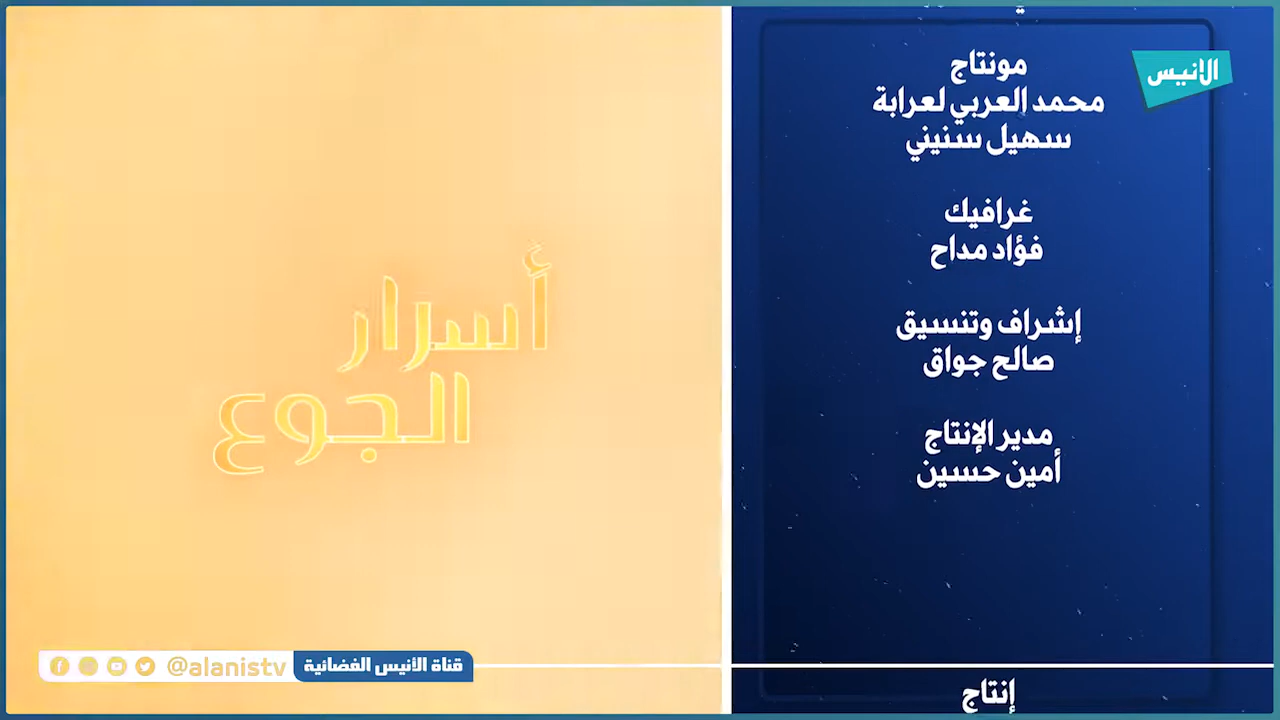 الانيس
مونتاج
محمد العربي لعرابة
سهيل سنيني
غرافيك
فؤاد مداح
إشراف وتنسيق
صالح جواق
مدير الإنتاج
أمين حسين
إنتاج
أسرار
الجوع
@alanistv
قناة الأنيس الفضائية